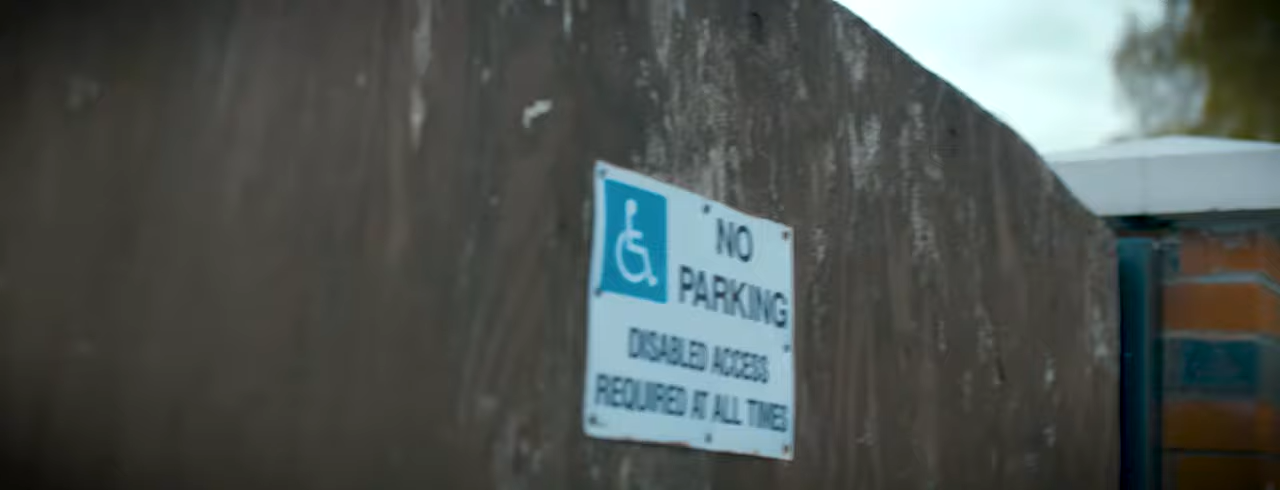 NO
PARKING
DISABLED ACCESS
REQUIRED AT ALL TIMES